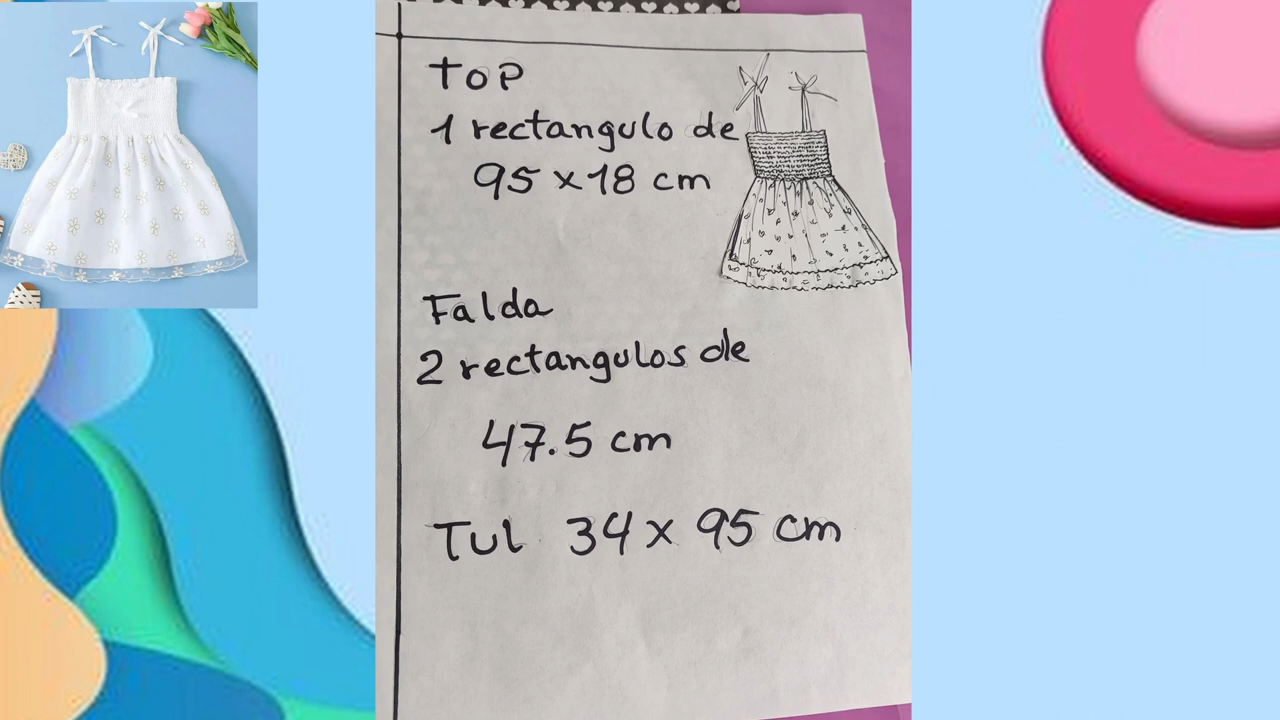 TOP
1 rectangulo de
95 x 18 cm
Falda
2 rectangulos de
47.5 cm
Tul 34 x 95 cm